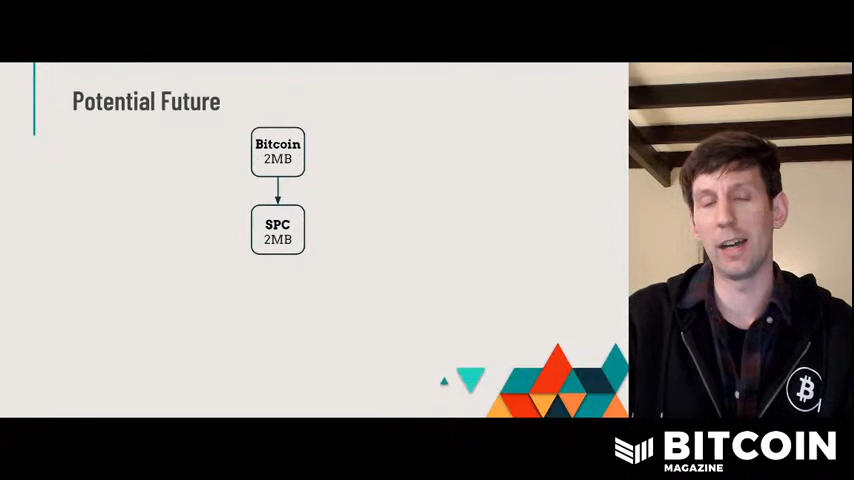 Potential Future
Bitcoin
2MB
SPC
2MB
BITCOIN
MAGAZINE